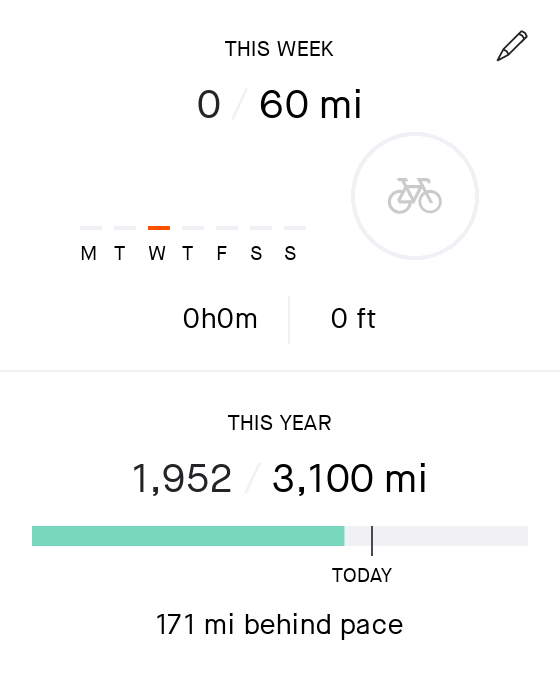 THIS WEEK
0 / 60 mi
M T W T F S S
0h0m 0 ft
THIS YEAR
1,952 / 3,100 mi
TODAY
171 mi behind pace